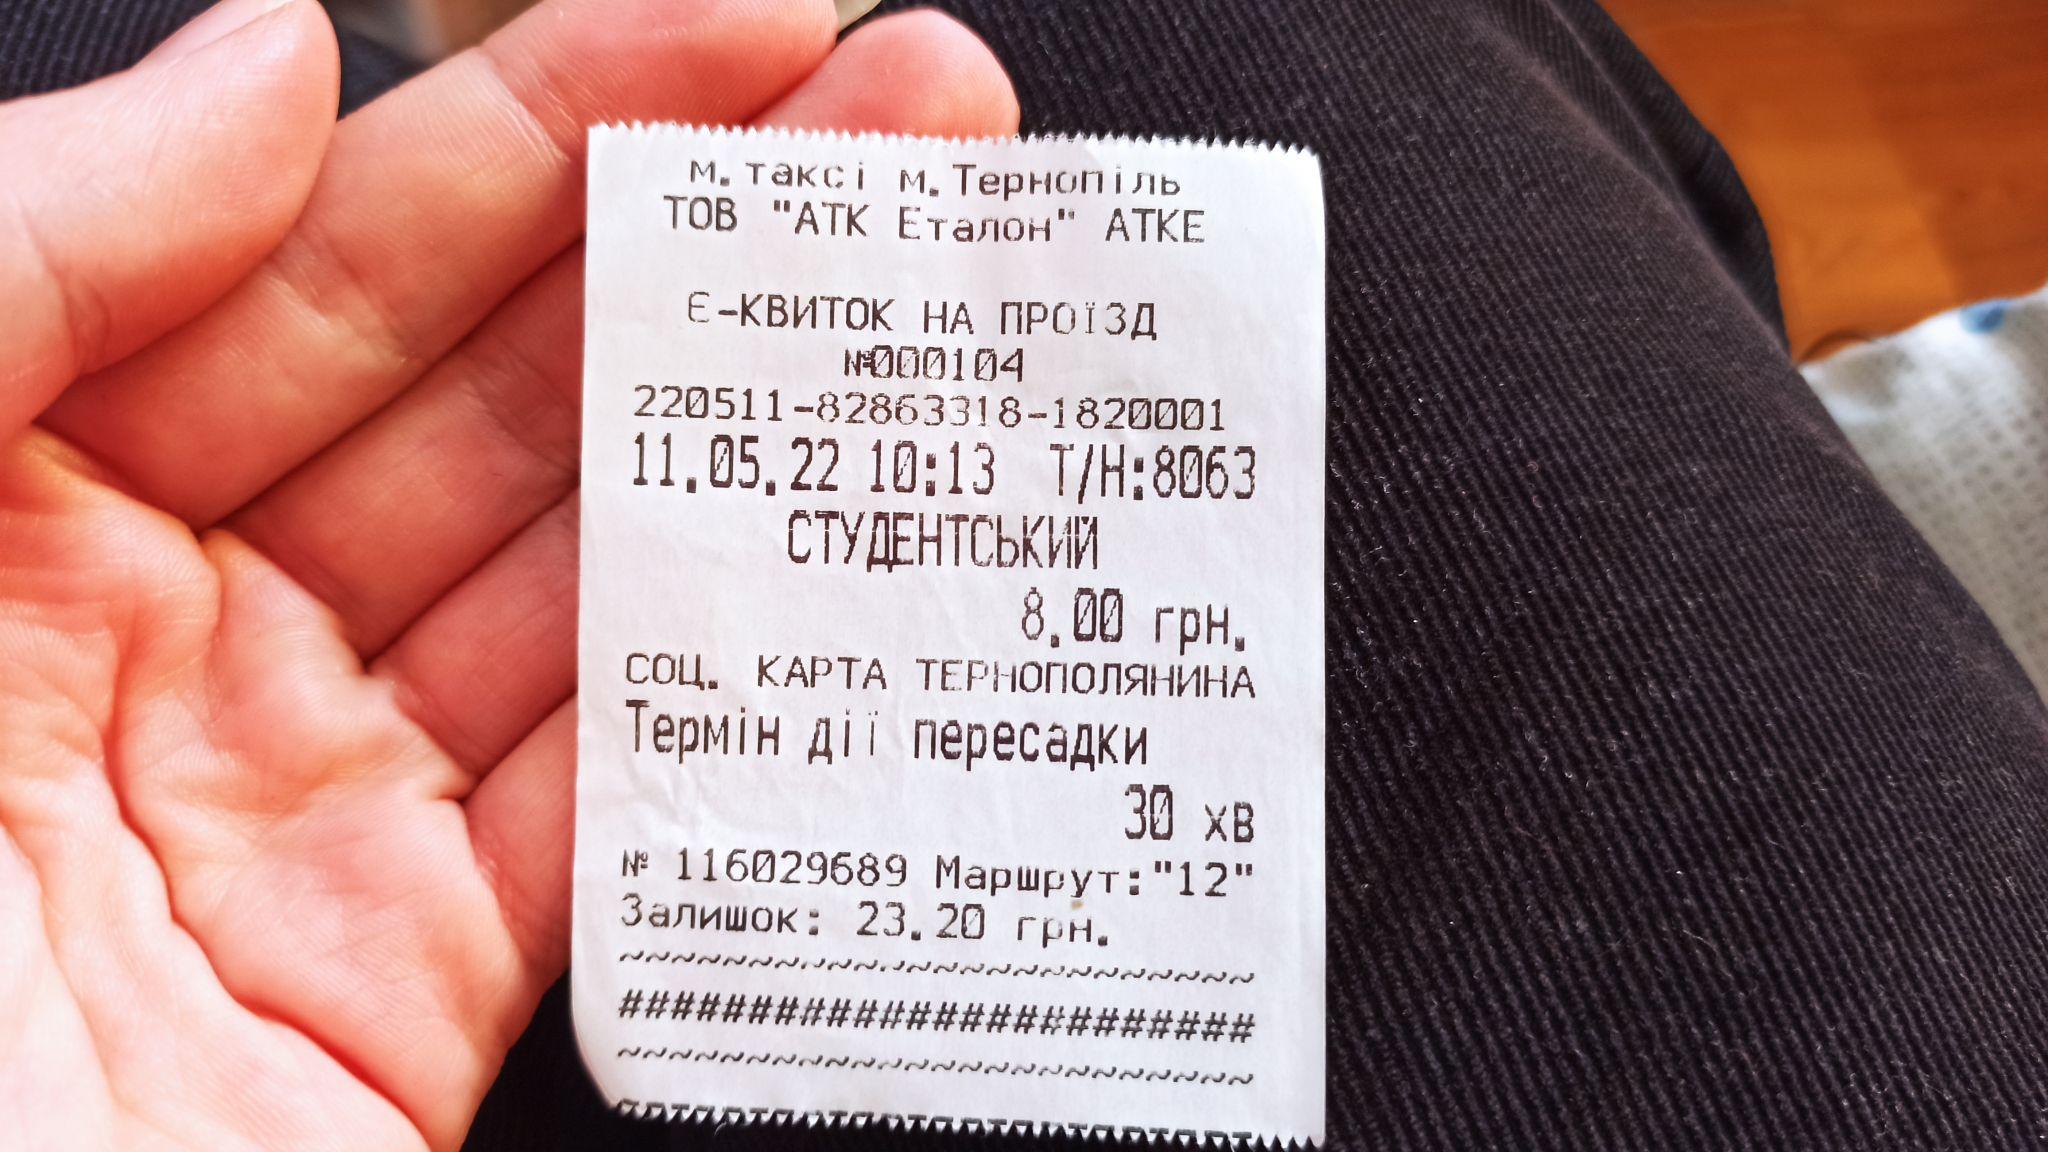 м.таксі м.Тернопіль
ТОВ "АТК Еталон" АТКЕ
Є-КВИТОК НА ПРОЇЗД
№000104
220511-82863318-1820001
11.05.22 10:13 Т/Н:8063
СТУДЕНТСЬКИЙ
8.00 грн.
СОЦ. КАРТА ТЕРНОПОЛЯНИНА
Термін дії пересадки
30 хв
№ 116029689 Маршрут:"12"
Залишок: 23.20 грн.
~~~~~~~~~~~~~~~~~~~~~~~~
########################
~~~~~~~~~~~~~~~~~~~~~~~~